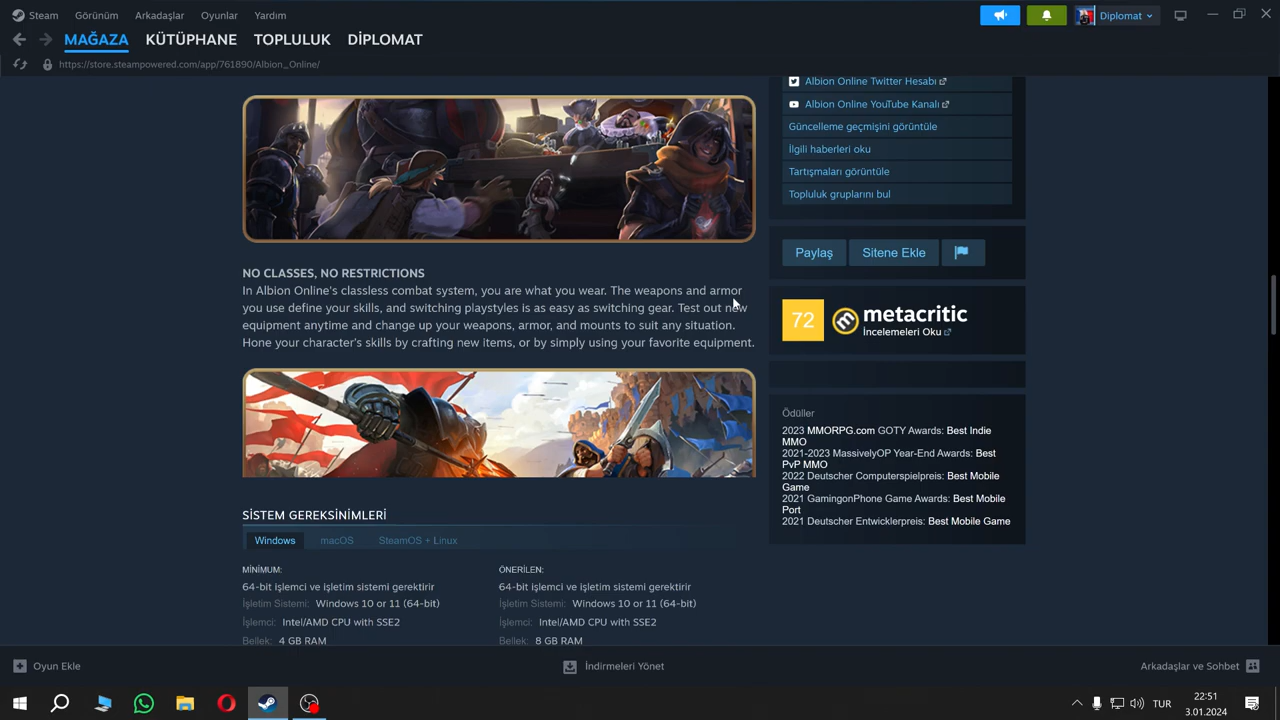 Steam Görünüm Arkadaşlar Oyunlar Yardım
Diplomat
MAĞAZA KÜTÜPHANE TOPLULUK DİPLOMAT
https://store.steampowered.com/app/761890/Albion_Online/
Albion Online Twitter Hesabı
Albion Online YouTube Kanalı
Güncelleme geçmişini görüntüle
İlgili haberleri oku
Tartışmaları görüntüle
Topluluk gruplarını bul
Paylaş Sitene Ekle
NO CLASSES, NO RESTRICTIONS
In Albion Online's classless combat system, you are what you wear. The weapons and armor
you use define your skills, and switching playstyles is as easy as switching gear. Test out new
equipment anytime and change up your weapons, armor, and mounts to suit any situation.
Hone your character's skills by crafting new items, or by simply using your favorite equipment.
72
metacritic
İncelemeleri Oku
Ödüller
2023 MMORPG.com GOTY Awards: Best Indie
MMO
2021-2023 MassivelyOP Year-End Awards: Best
PvP MMO
2022 Deutscher Computerspielpreis: Best Mobile
Game
2021 GamingonPhone Game Awards: Best Mobile
Port
2021 Deutscher Entwicklerpreis: Best Mobile Game
SİSTEM GEREKSİNİMLERİ
Windows macOS SteamOS + Linux
MİNİMUM:
64-bit işlemci ve işletim sistemi gerektirir
İşletim Sistemi: Windows 10 or 11 (64-bit)
İşlemci: Intel/AMD CPU with SSE2
Bellek: 4 GB RAM
ÖNERİLEN:
64-bit işlemci ve işletim sistemi gerektirir
İşletim Sistemi: Windows 10 or 11 (64-bit)
İşlemci: Intel/AMD CPU with SSE2
Bellek: 8 GB RAM
Oyun Ekle
İndirmeleri Yönet
Arkadaşlar ve Sohbet
TUR
22:51
3.01.2024